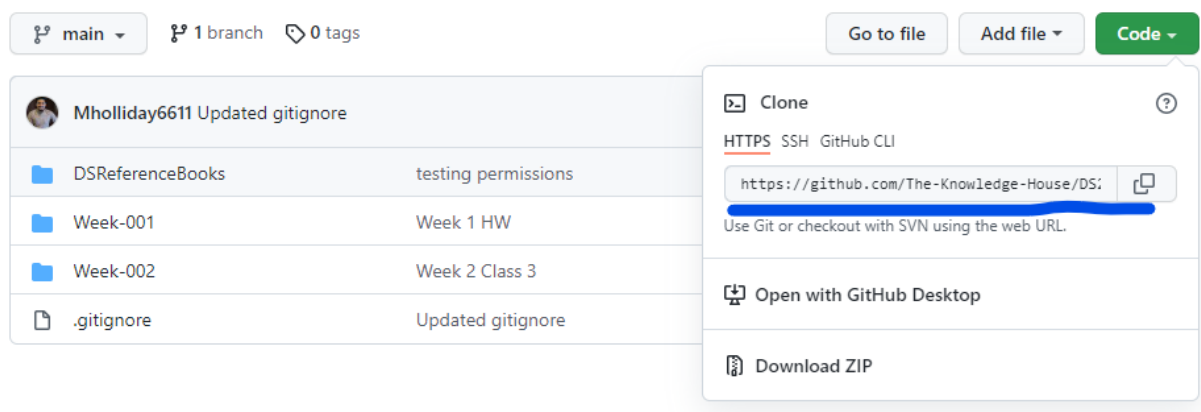 main 1 branch 0 tags Go to file Add file Code
Mholliday6611 Updated gitignore
DSReferenceBooks testing permissions
Week-001 Week 1 HW
Week-002 Week 2 Class 3
.gitignore Updated gitignore
Clone
HTTPS SSH GitHub CLI
https://github.com/The-Knowledge-House/DS2
Use Git or checkout with SVN using the web URL.
Open with GitHub Desktop
Download ZIP